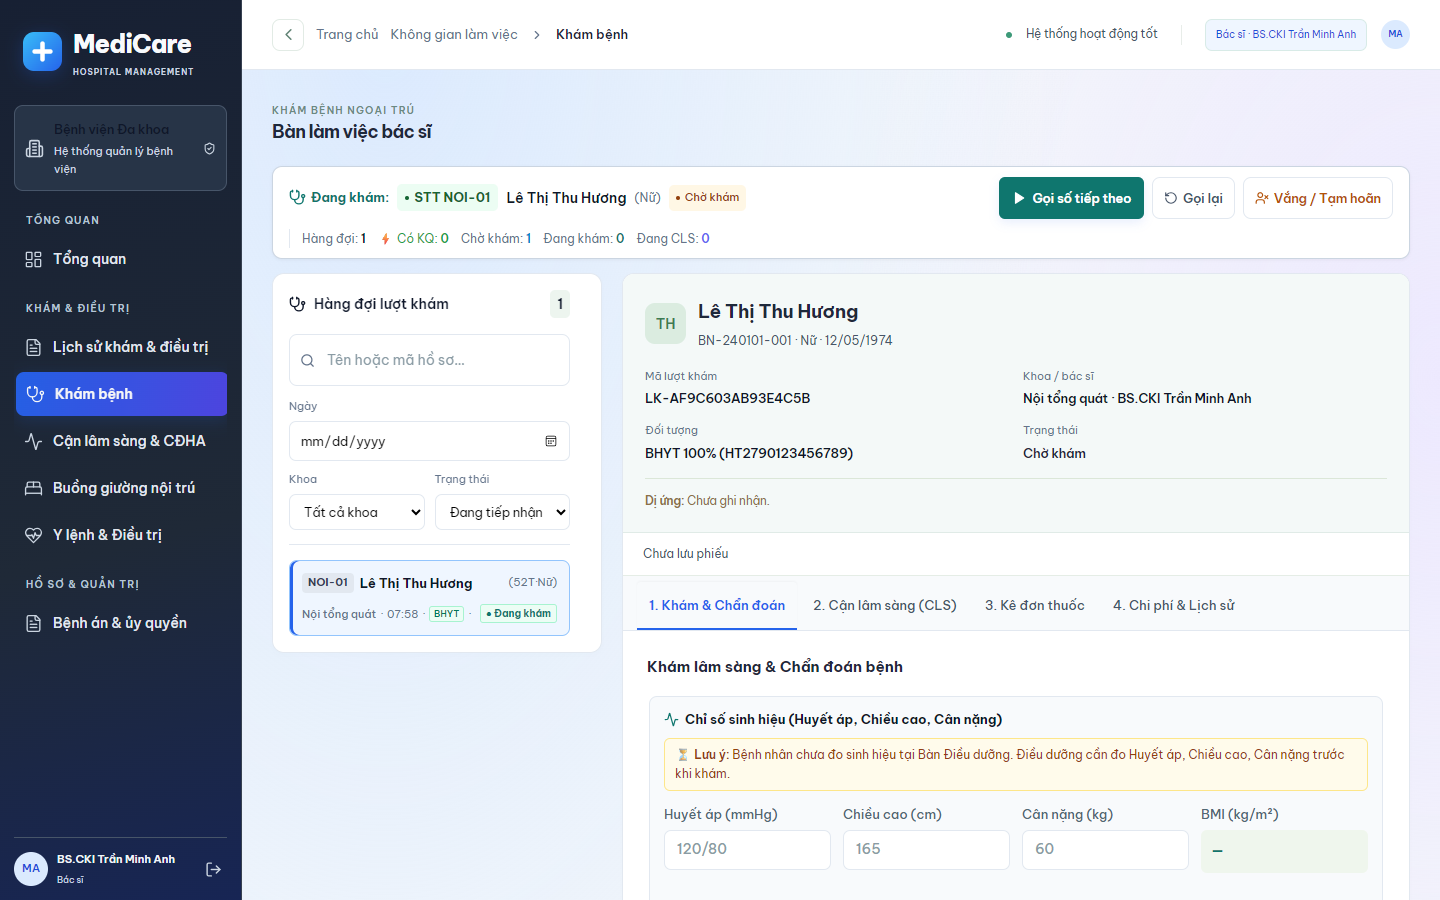 MediCare
HOSPITAL MANAGEMENT
Bệnh viện Đa khoa
Hệ thống quản lý bệnh
viện
TỔNG QUAN
Tổng quan
KHÁM & ĐIỀU TRỊ
Lịch sử khám & điều trị
Khám bệnh
Cận lâm sàng & CĐHA
Buồng giường nội trú
Y lệnh & Điều trị
HỒ SƠ & QUẢN TRỊ
Bệnh án & ủy quyền
MA
BS.CKI Trần Minh Anh
Bác sĩ
Trang chủ Không gian làm việc > Khám bệnh
Hệ thống hoạt động tốt
Bác sĩ · BS.CKI Trần Minh Anh
MA
KHÁM BỆNH NGOẠI TRÚ
Bàn làm việc bác sĩ
Đang khám: • STT NOI-01 Lê Thị Thu Hương (Nữ) • Chờ khám
Gọi số tiếp theo
Gọi lại
Vắng / Tạm hoãn
Hàng đợi: 1 Có KQ: 0 Chờ khám: 1 Đang khám: 0 Đang CLS: 0
Hàng đợi lượt khám 1
Tên hoặc mã hồ sơ...
Ngày
mm/dd/yyyy
Khoa Trạng thái
Tất cả khoa Đang tiếp nhận
NOI-01 Lê Thị Thu Hương (52T·Nữ)
Nội tổng quát · 07:58 · BHYT · • Đang khám
TH
Lê Thị Thu Hương
BN-240101-001 · Nữ · 12/05/1974
Mã lượt khám Khoa / bác sĩ
LK-AF9C603AB93E4C5B Nội tổng quát · BS.CKI Trần Minh Anh
Đối tượng Trạng thái
BHYT 100% (HT2790123456789) Chờ khám
Dị ứng: Chưa ghi nhận.
Chưa lưu phiếu
1. Khám & Chẩn đoán 2. Cận lâm sàng (CLS) 3. Kê đơn thuốc 4. Chi phí & Lịch sử
Khám lâm sàng & Chẩn đoán bệnh
Chỉ số sinh hiệu (Huyết áp, Chiều cao, Cân nặng)
⏳ Lưu ý: Bệnh nhân chưa đo sinh hiệu tại Bàn Điều dưỡng. Điều dưỡng cần đo Huyết áp, Chiều cao, Cân nặng trước
khi khám.
Huyết áp (mmHg) Chiều cao (cm) Cân nặng (kg) BMI (kg/m²)
120/80 165 60 —